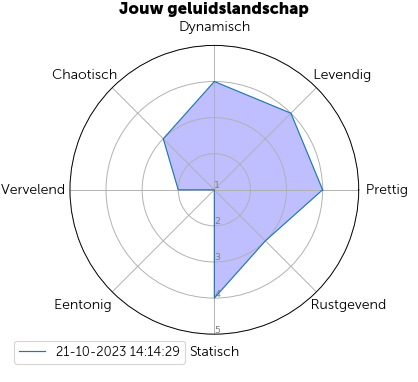 Jouw geluidslandschap
Dynamisch
Chaotisch
Levendig
Vervelend
1
Prettig
2
3
4
Eentonig
Rustgevend
5
21-10-2023 14:14:29
Statisch